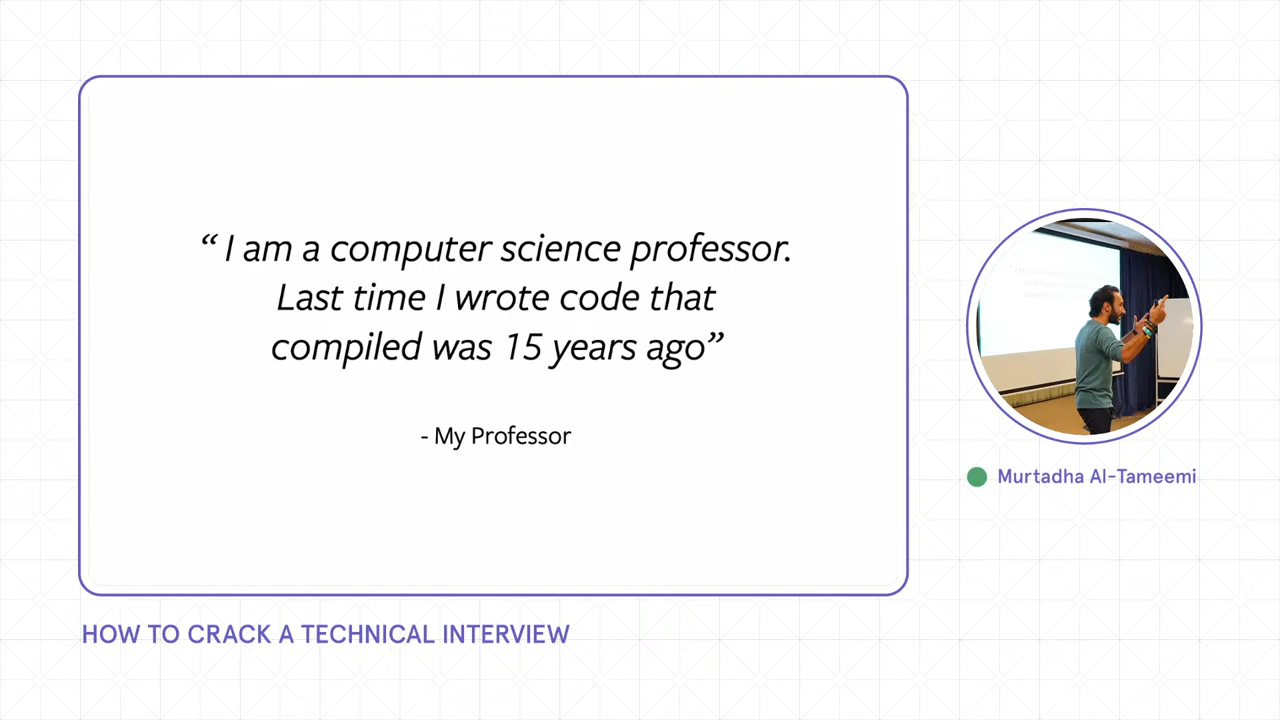 “ I am a computer science professor.
Last time I wrote code that
compiled was 15 years ago”
- My Professor
Murtadha Al-Tameemi
HOW TO CRACK A TECHNICAL INTERVIEW